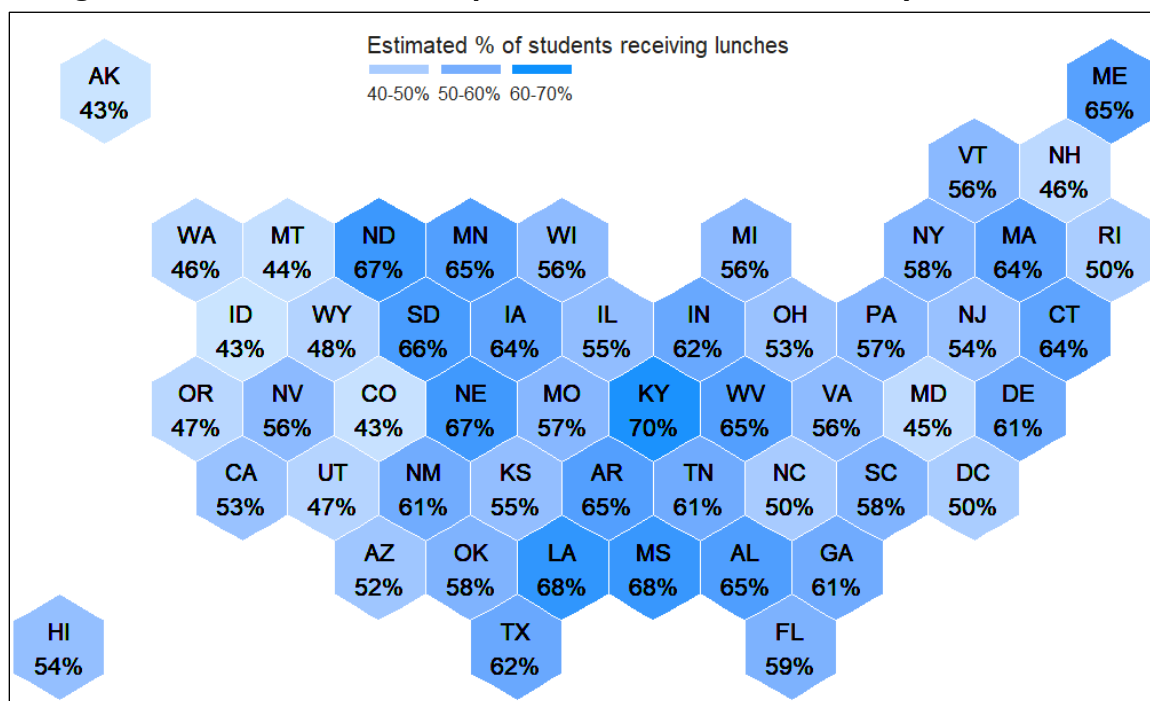 Estimated % of students receiving lunches
40-50% 50-60% 60-70%
AK
43%
ME
65%
VT
56%
NH
46%
WA
46%
MT
44%
ND
67%
MN
65%
WI
56%
MI
56%
NY
58%
MA
64%
RI
50%
ID
43%
WY
48%
SD
66%
IA
64%
IL
55%
IN
62%
OH
53%
PA
57%
NJ
54%
CT
64%
OR
47%
NV
56%
CO
43%
NE
67%
MO
57%
KY
70%
WV
65%
VA
56%
MD
45%
DE
61%
CA
53%
UT
47%
NM
61%
KS
55%
AR
65%
TN
61%
NC
50%
SC
58%
DC
50%
AZ
52%
OK
58%
LA
68%
MS
68%
AL
65%
GA
61%
HI
54%
TX
62%
FL
59%